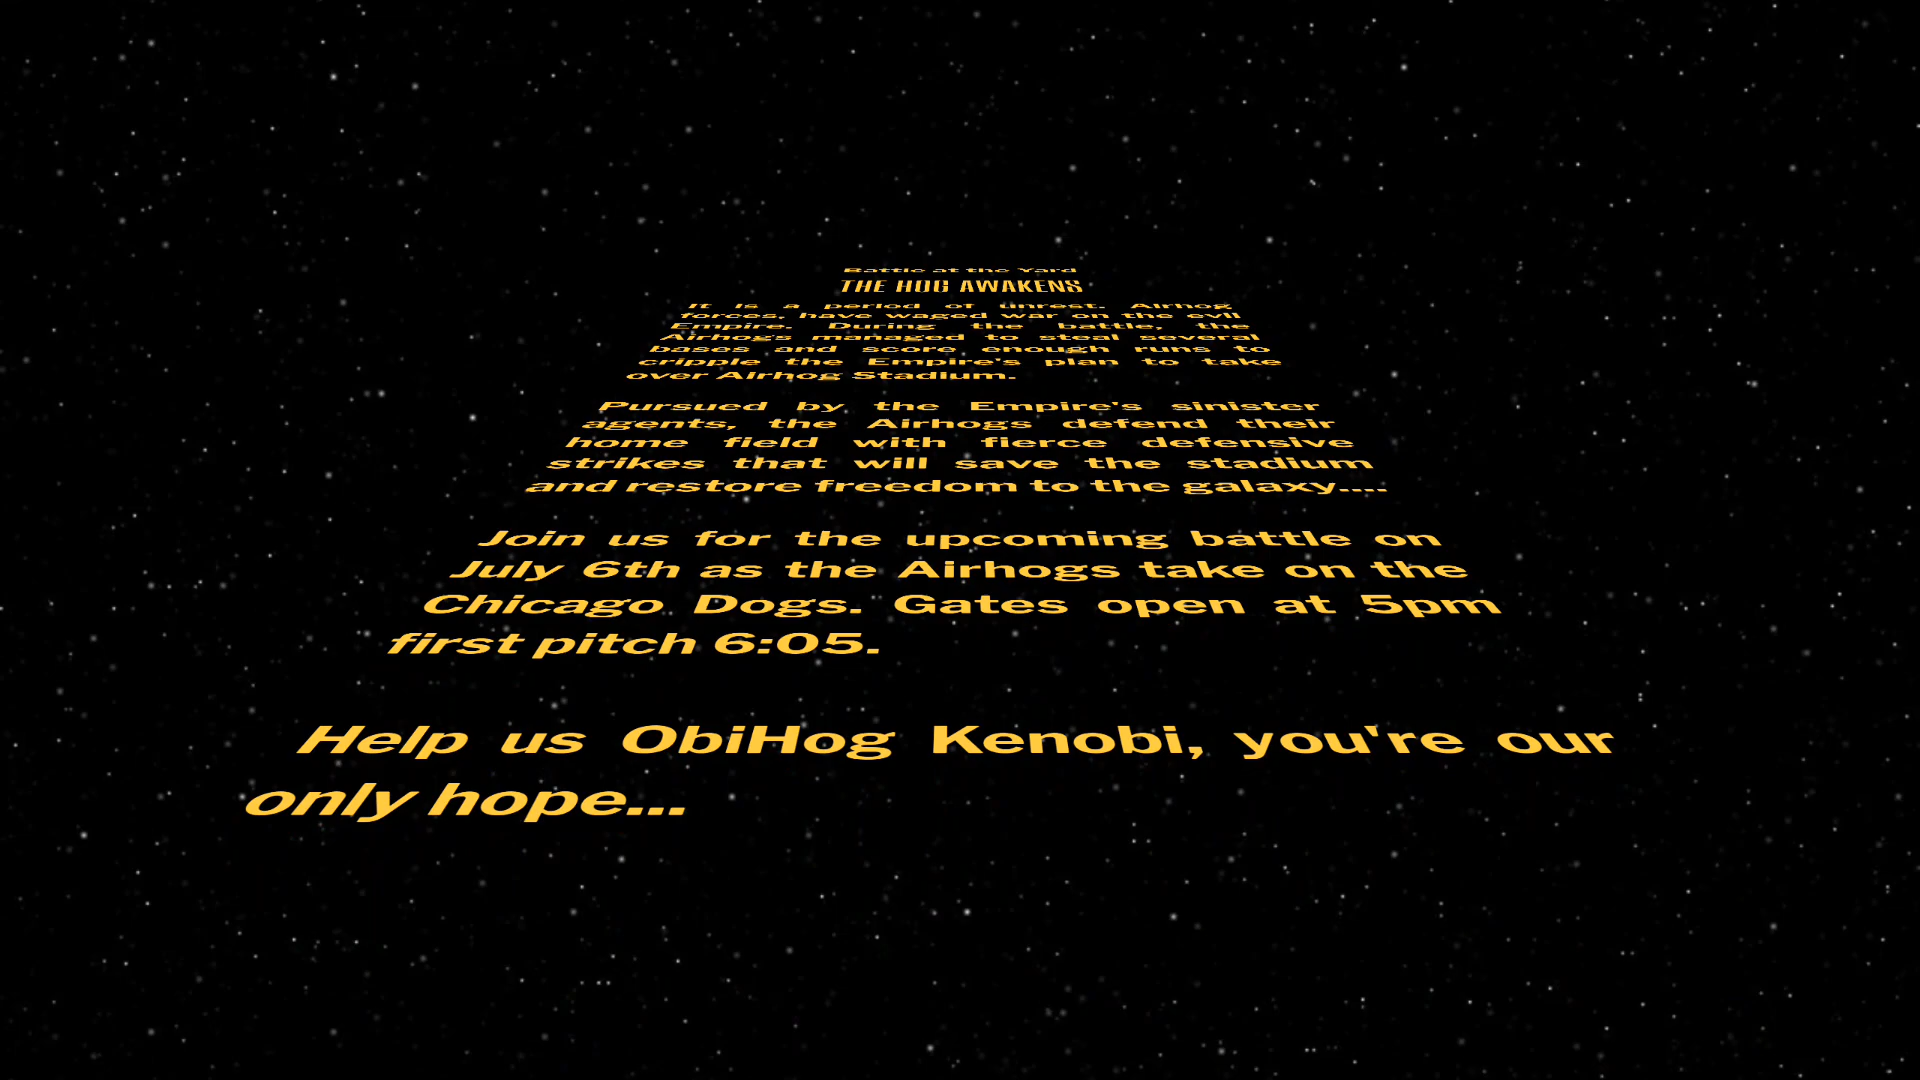 Battle at the Yard
THE HOG AWAKENS
It is a period of unrest. Airhog
forces, have waged war on the evil
Empire. During the battle, the
Airhogs managed to steal several
bases and score enough runs to
cripple the Empire's plan to take
over Airhog Stadium.
Pursued by the Empire's sinister
agents, the Airhogs defend their
home field with fierce defensive
strikes that will save the stadium
and restore freedom to the galaxy....
Join us for the upcoming battle on
July 6th as the Airhogs take on the
Chicago Dogs. Gates open at 5pm
first pitch 6:05.
Help us ObiHog Kenobi, you're our
only hope...